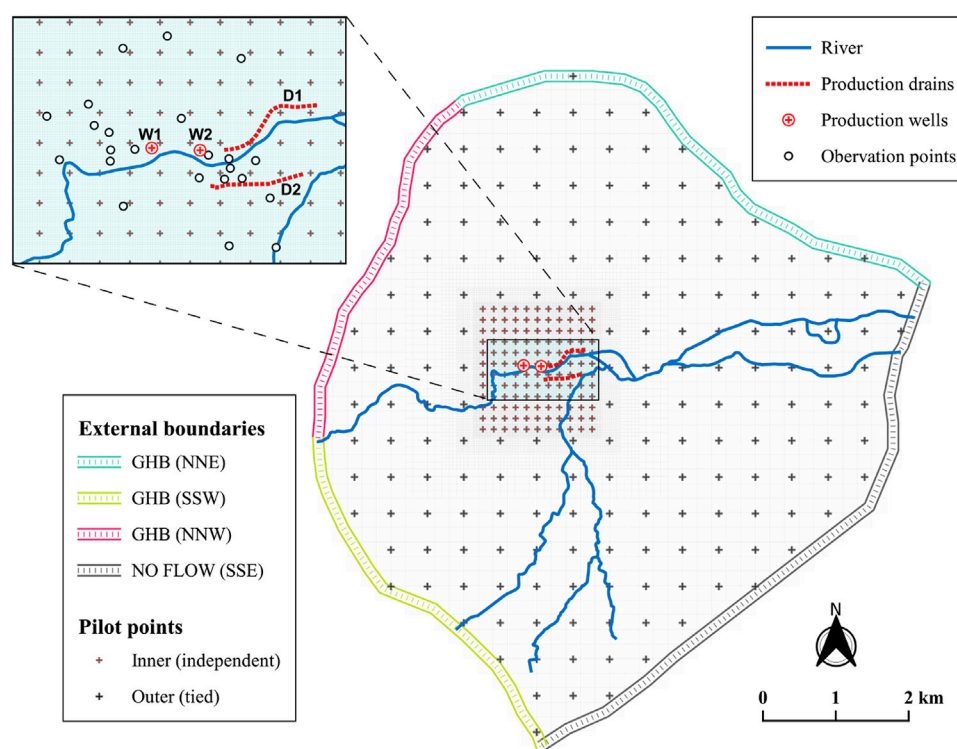 D1
W1
W2
D2
River
Production drains
Production wells
Obervation points
External boundaries
GHB (NNE)
GHB (SSW)
GHB (NNW)
NO FLOW (SSE)
Pilot points
Inner (independent)
Outer (tied)
N
0 1 2 km